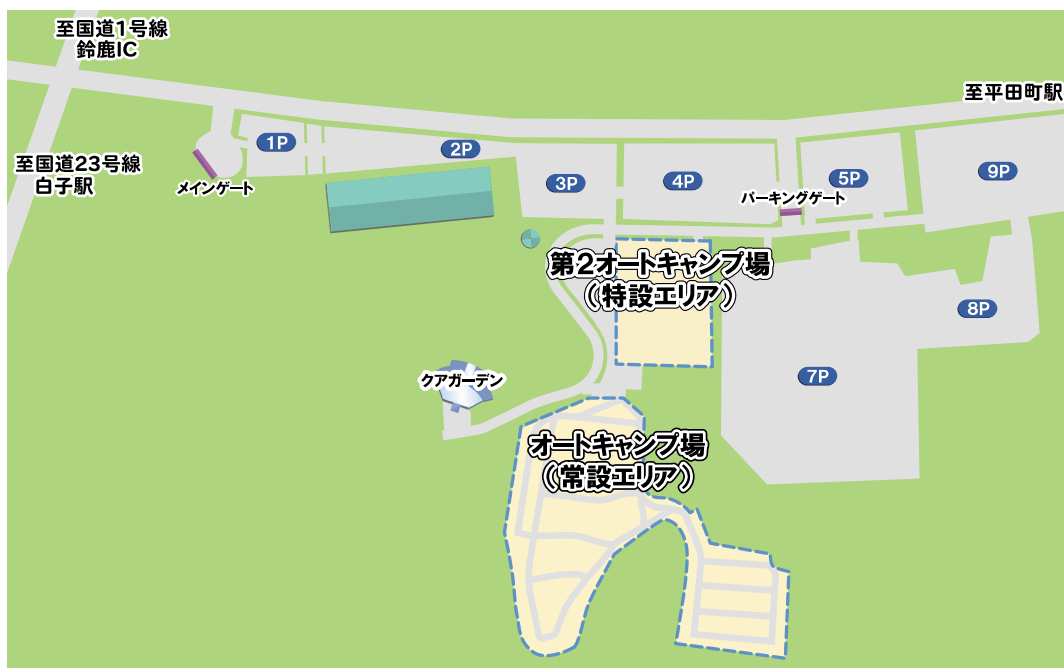 至国道1号線
鈴鹿IC
至平田町駅
1P
2P
至国道23号線
白子駅
メインゲート
3P
4P
5P
9P
パーキングゲート
第2オートキャンプ場
（特設エリア）
8P
7P
クアガーデン
オートキャンプ場
（常設エリア）